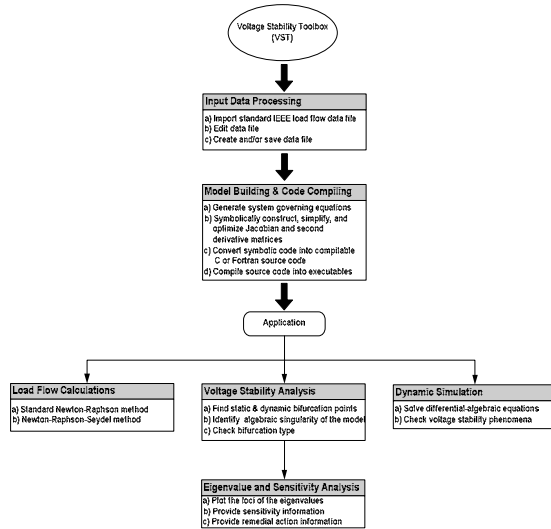 Voltage Stability Toolbox
(VST)
Input Data Processing
a) Import standard IEEE load flow data file
b) Edit data file
c) Create and/or save data file
Model Building & Code Compiling
a) Generate system governing equations
b) Symbolically construct, simplify, and
optimize Jacobian and second
derivative matrices
c) Convert symbolic code into compilable
C or Fortran source code
d) Compile source code into executables
Application
Load Flow Calculations
a) Standard Newton-Raphson method
b) Newton-Raphson-Seydel method
Voltage Stability Analysis
a) Find static & dynamic bifurcation points
b) Identify algebraic singularity of the model
c) Check bifurcation type
Dynamic Simulation
a) Solve differential-algebraic equations
b) Check voltage stability phenomena
Eigenvalue and Sensitivity Analysis
a) Plot the foci of the eigenvalues
b) Provide sensitivity information
c) Provide remedial action information